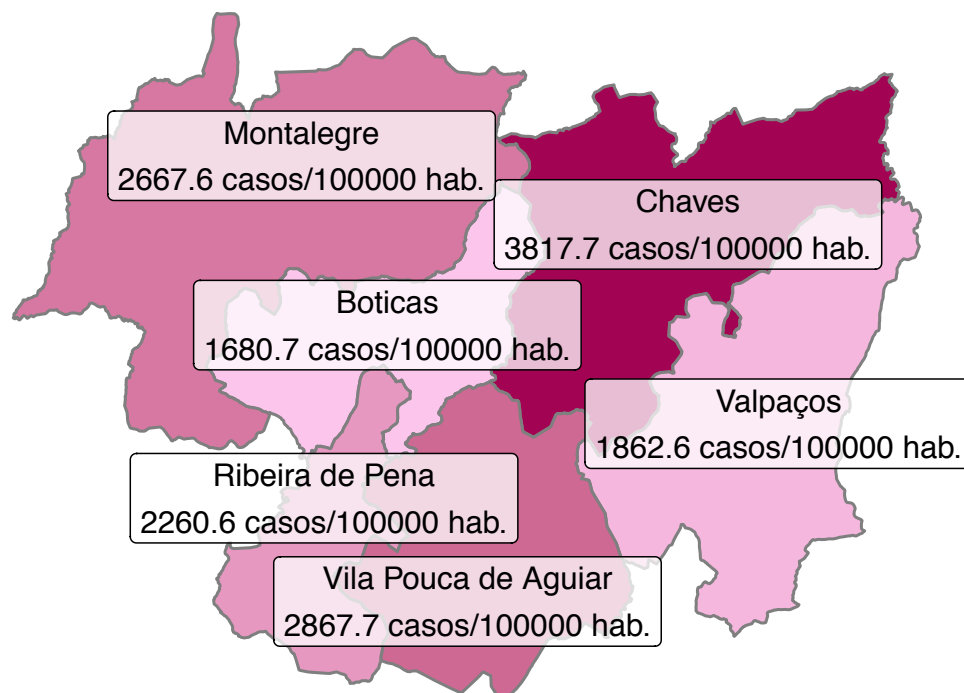 Montalegre
2667.6 casos/100000 hab.
Chaves
3817.7 casos/100000 hab.
Boticas
1680.7 casos/100000 hab.
Valpaços
1862.6 casos/100000 hab.
Ribeira de Pena
2260.6 casos/100000 hab.
Vila Pouca de Aguiar
2867.7 casos/100000 hab.